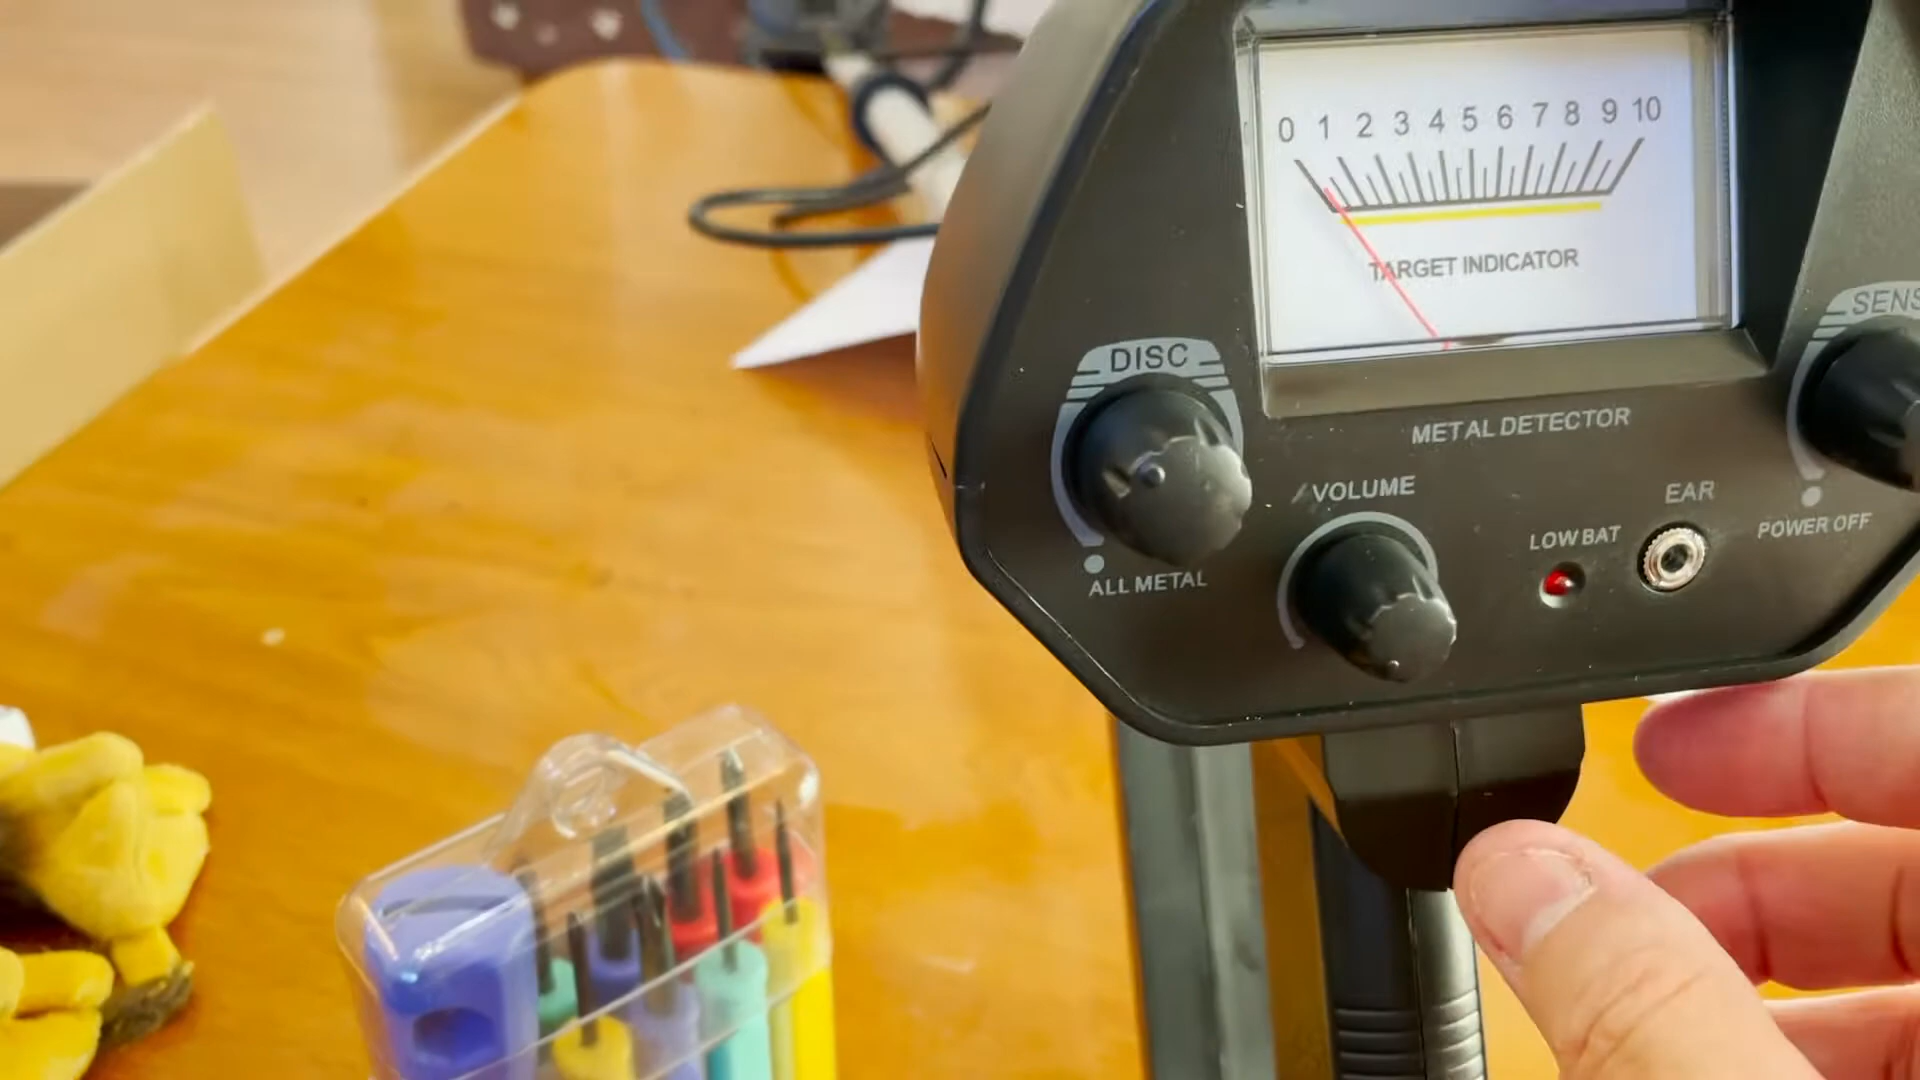 0 1 2 3 4 5 6 7 8 9 10
TARGET INDICATOR
DISC
SENS
METAL DETECTOR
VOLUME
EAR
LOW BAT
POWER OFF
ALL METAL